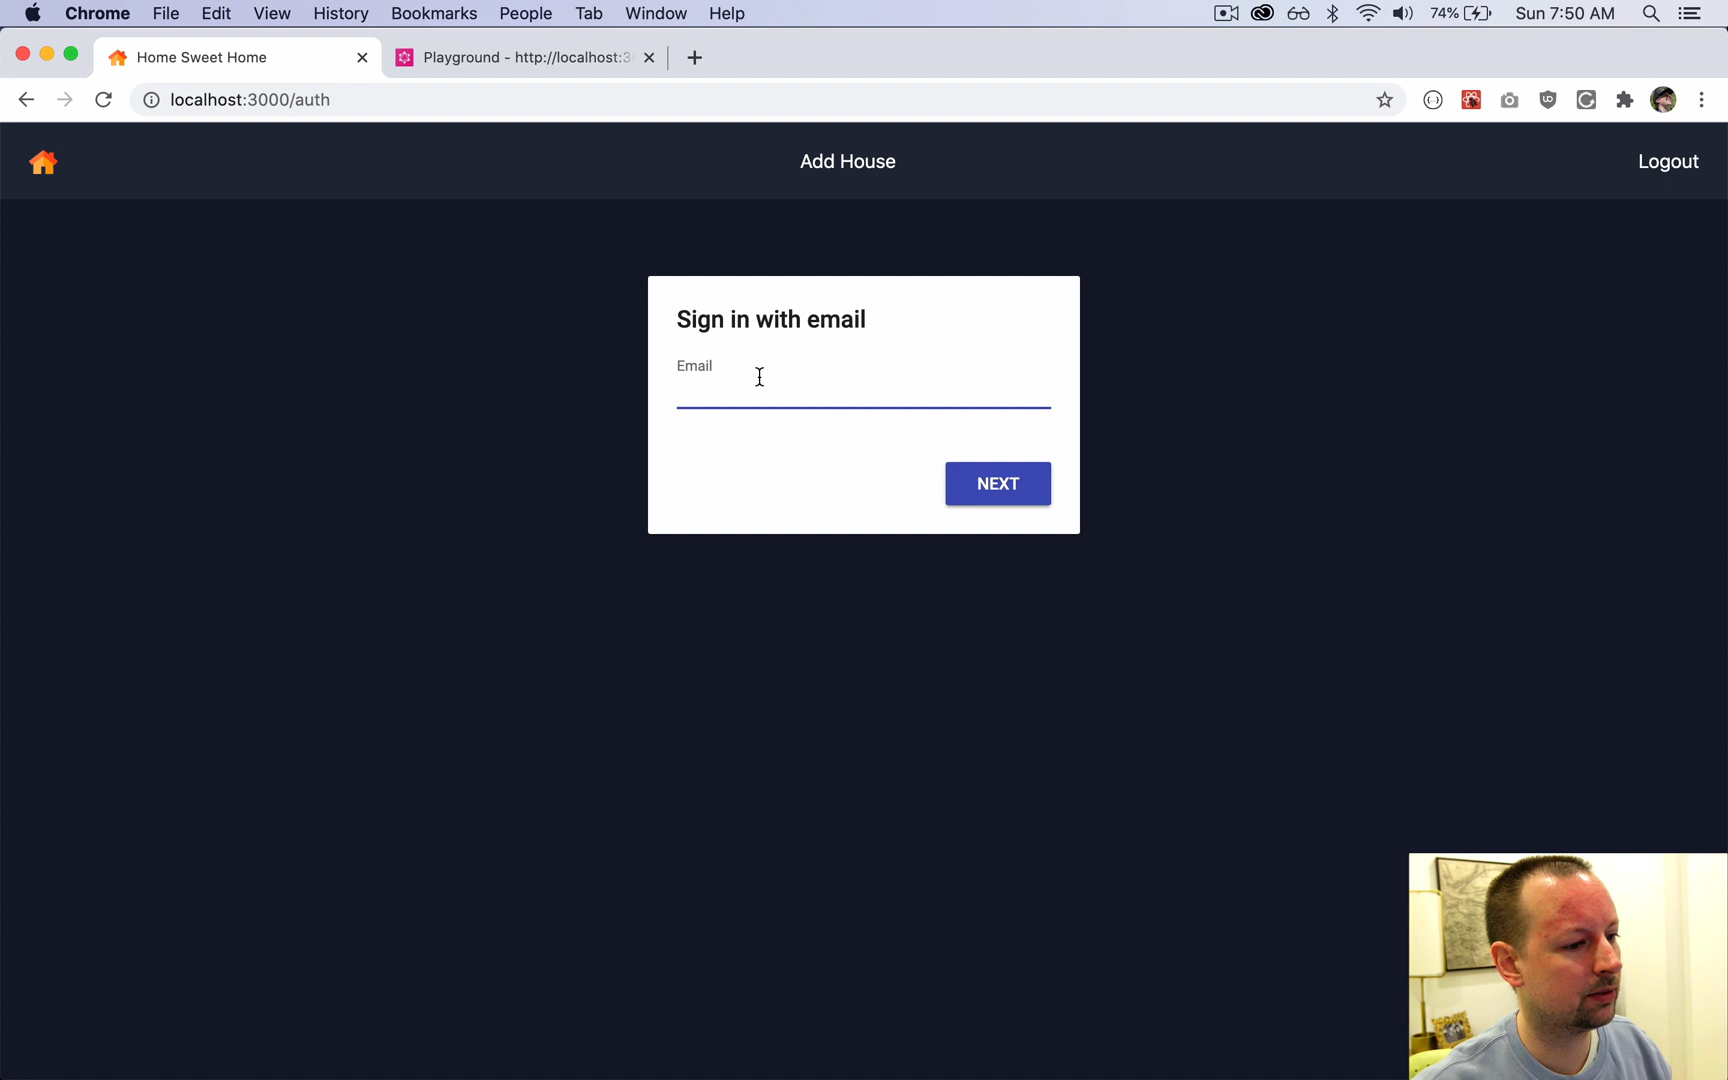 Chrome File Edit View History Bookmarks People Tab Window Help 74% Sun 7:50 AM
Home Sweet Home Playground - http://localhost:3
localhost:3000/auth
Add House Logout
Sign in with email
Email
NEXT